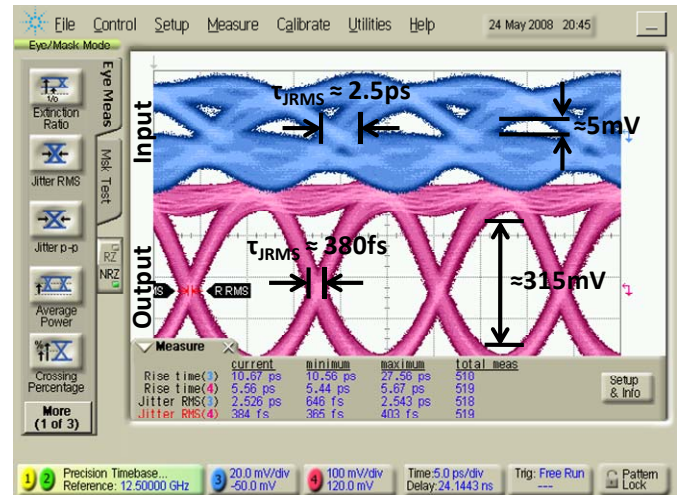 File Control Setup Measure Calibrate Utilities Help 24 May 2008 20:45
Eye/Mask Mode
Eye Meas
Msk Test
Extinction
Ratio
Jitter RMS
Jitter p-p
RZ
NRZ
Average
Power
Crossing
Percentage
More
(1 of 3)
Input
τJRMS ≈ 2.5ps
≈5mV
Output
τJRMS ≈ 380fs
≈315mV
R RMS
Measure
current minimum maximum total meas
Rise time(3) 10.67 ps 10.56 ps 27.56 ps 510
Rise time(4) 5.56 ps 5.44 ps 5.67 ps 519
Jitter RMS(3) 2.526 ps 646 fs 2.543 ps 518
Jitter RMS(4) 384 fs 365 fs 403 fs 519
Setup
& Info
1 2 Precision Timebase...
Reference: 12.50000 GHz
3 20.0 mV/div
-50.0 mV
4 100 mV/div
120.0 mV
Time:5.0 ps/div
Delay:24.1443 ns
Trig: Free Run
---
Pattern
Lock